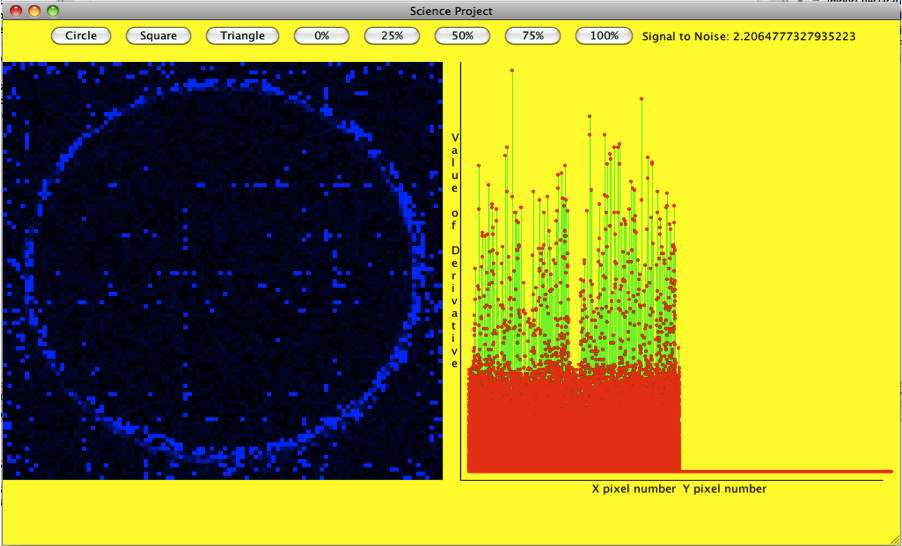 Science Project
Circle Square Triangle 0% 25% 50% 75% 100% Signal to Noise: 2.2064777327935223
Value of Derivative
X pixel number Y pixel number